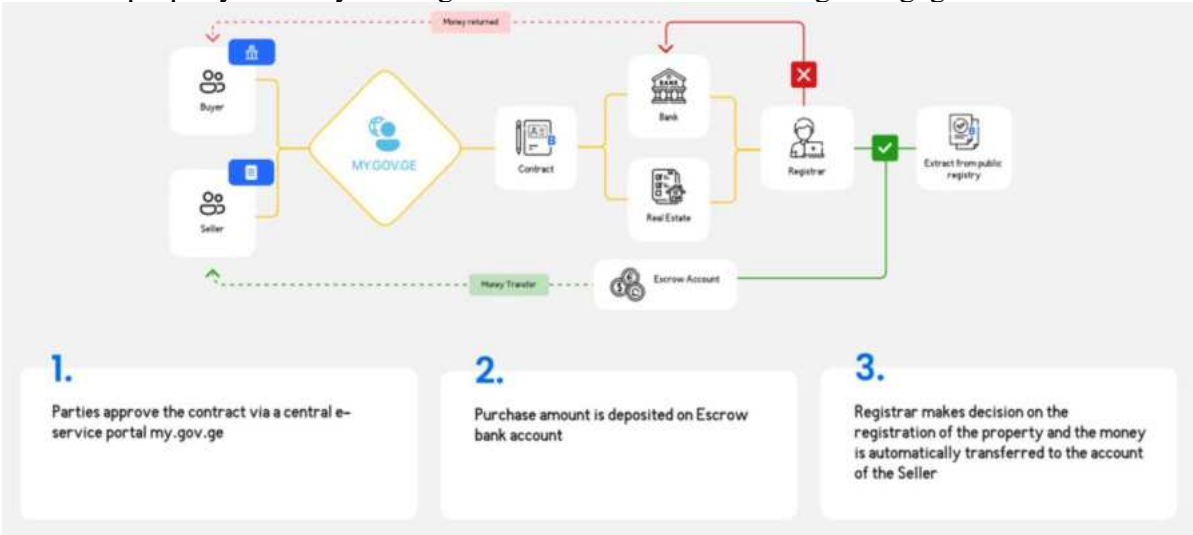 Money returned
Buyer
MY.GOV.GE
Contract
BANK
Bank
Registrar
Extract from public
registry
Seller
Real Estate
Money Transfer
Escrow Account
1.
Parties approve the contract via a central e-
service portal my.gov.ge
2.
Purchase amount is deposited on Escrow
bank account
3.
Registrar makes decision on the
registration of the property and the money
is automatically transferred to the account
of the Seller